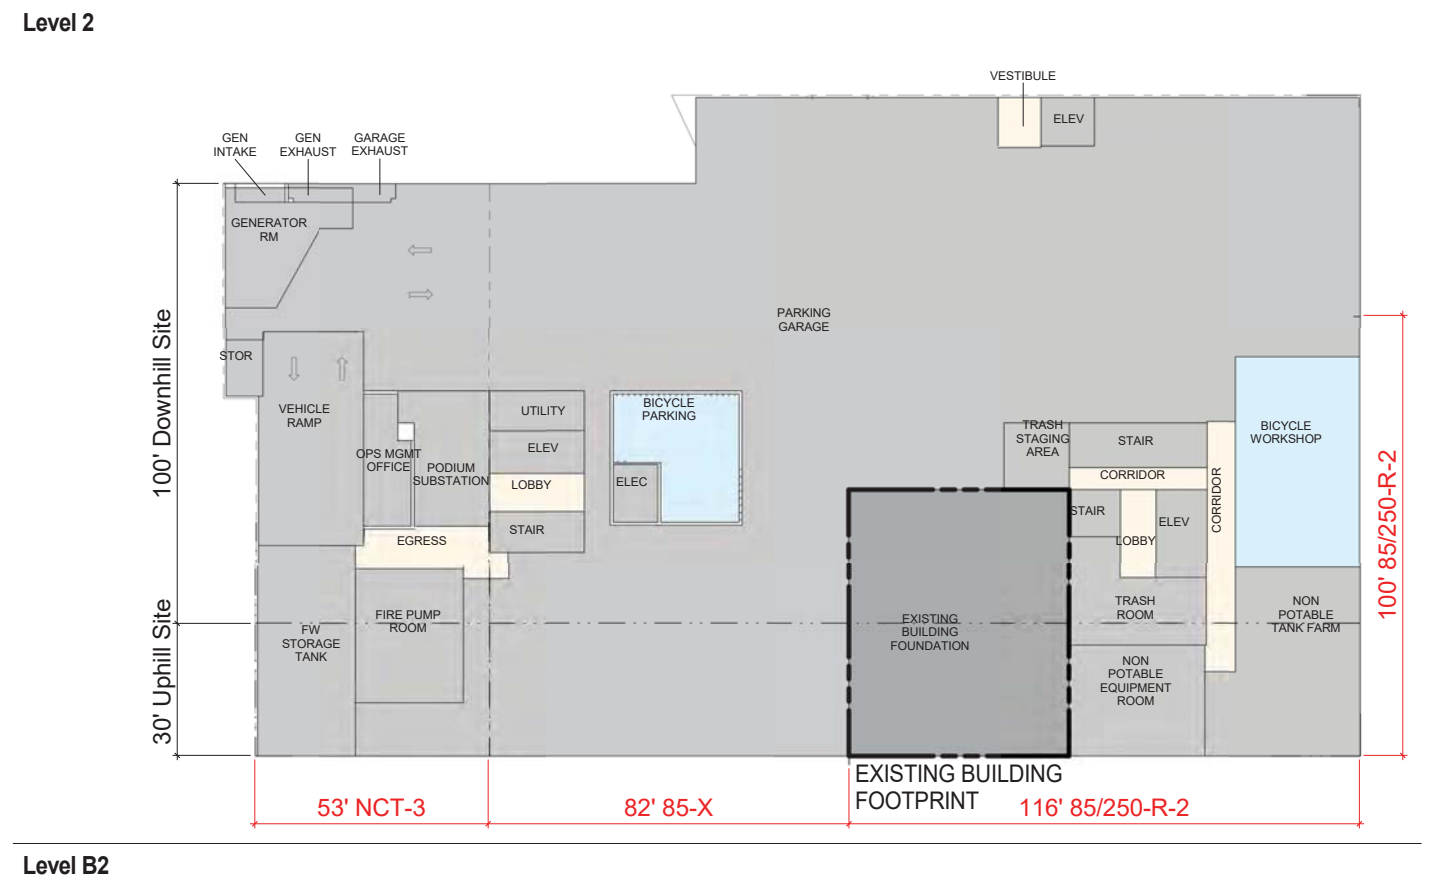 Level 2
VESTIBULE
ELEV
GEN
INTAKE
GEN
EXHAUST
GARAGE
EXHAUST
GENERATOR
RM
PARKING
GARAGE
STOR
VEHICLE
RAMP
OPS MGMT
OFFICE
PODIUM
SUBSTATION
UTILITY
ELEV
LOBBY
STAIR
EGRESS
BICYCLE
PARKING
ELEC
TRASH
STAGING
AREA
STAIR
CORRIDOR
BICYCLE
WORKSHOP
STAIR
ELEV
LOBBY
CORRIDOR
FW
STORAGE
TANK
FIRE PUMP
ROOM
EXISTING
BUILDING
FOUNDATION
TRASH
ROOM
NON
POTABLE
TANK FARM
NON
POTABLE
EQUIPMENT
ROOM
100' Downhill Site
30' Uphill Site
100' 85/250-R-2
EXISTING BUILDING
FOOTPRINT
53' NCT-3
82' 85-X
116' 85/250-R-2
Level B2